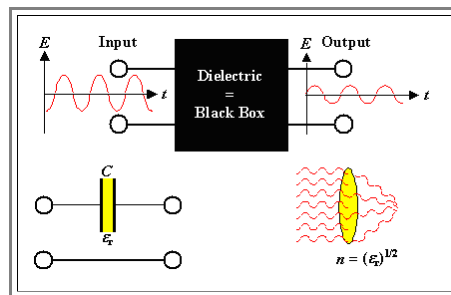 E Input
t
Dielectric
=
Black Box
E Output
t
C
εr
n = (εr)1/2